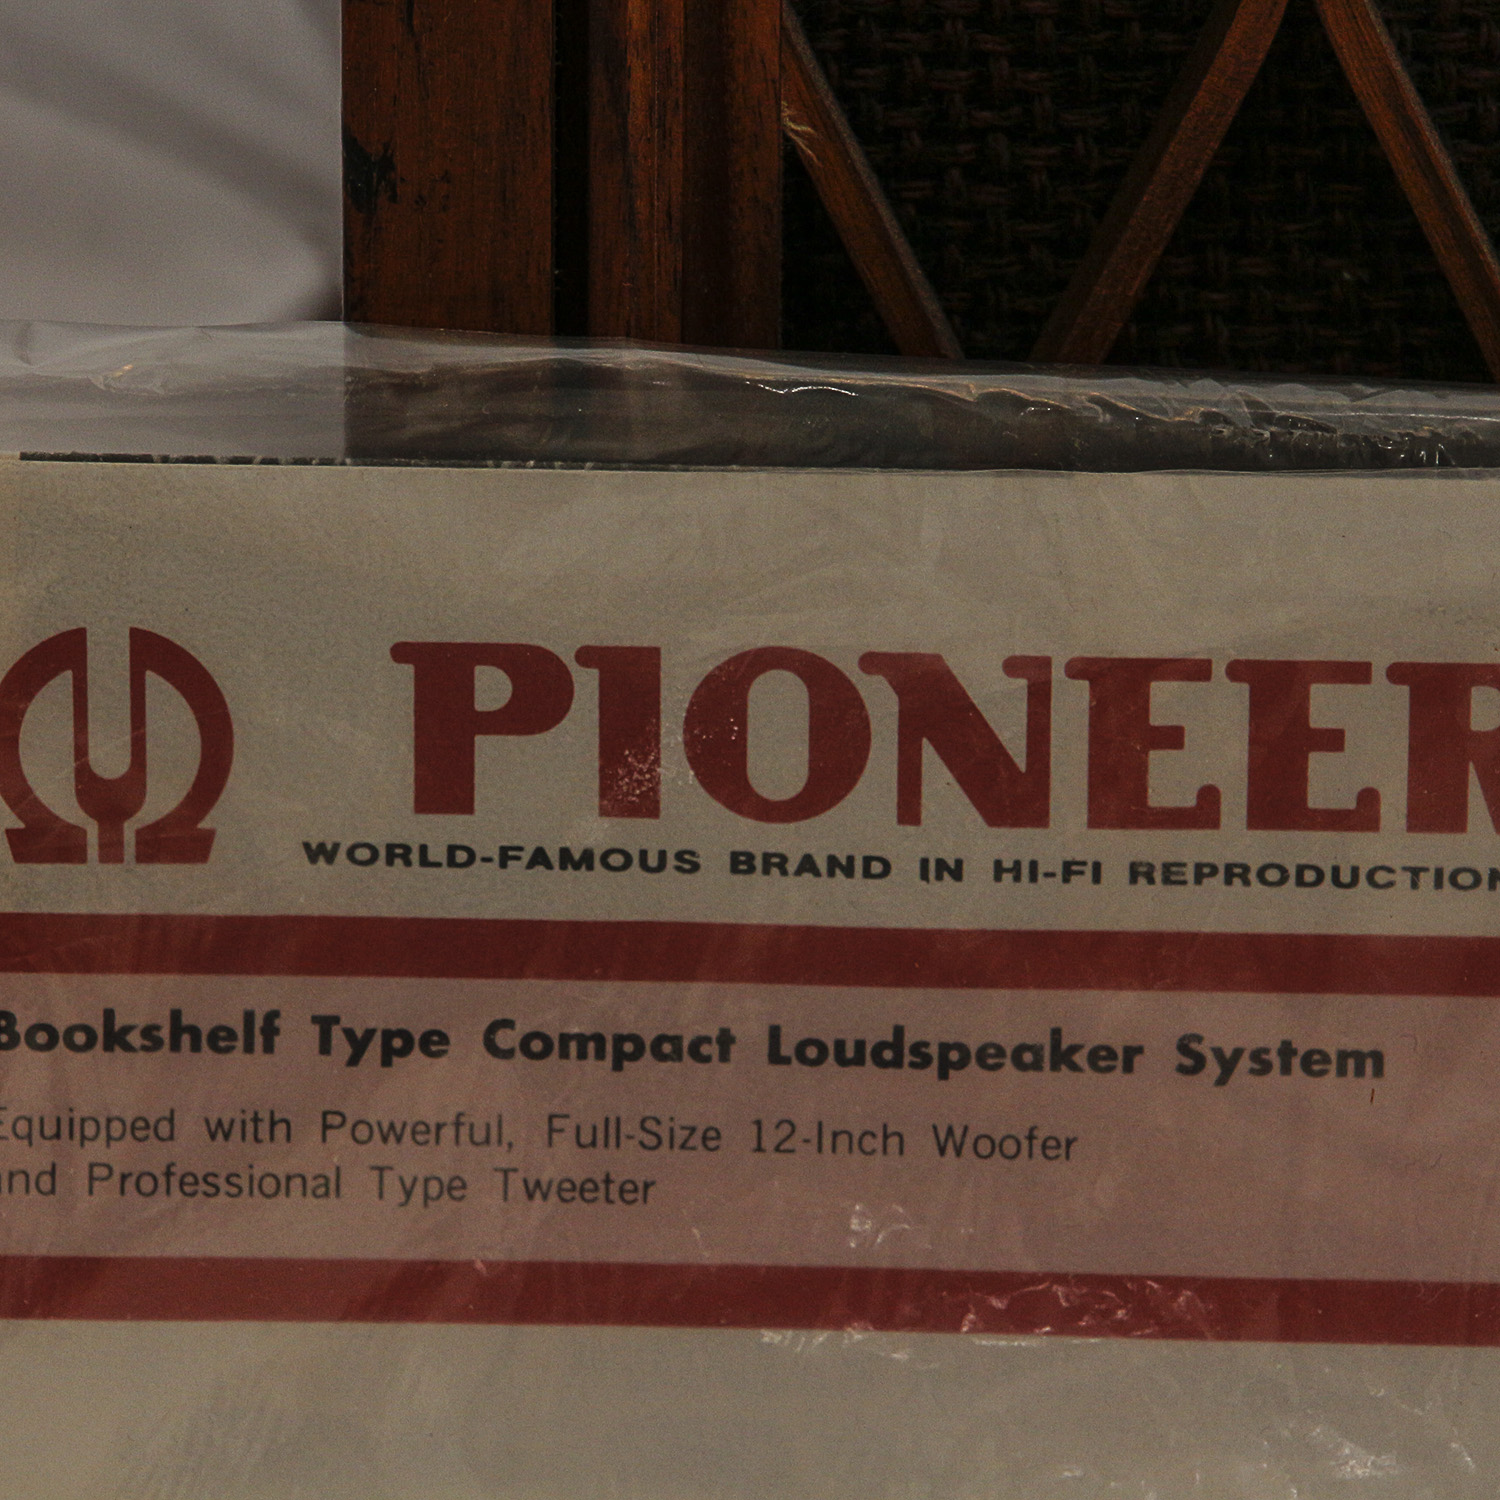 PIONEER
WORLD-FAMOUS BRAND IN HI-FI REPRODUCTION
Bookshelf Type Compact Loudspeaker System
Equipped with Powerful, Full-Size 12-Inch Woofer
and Professional Type Tweeter